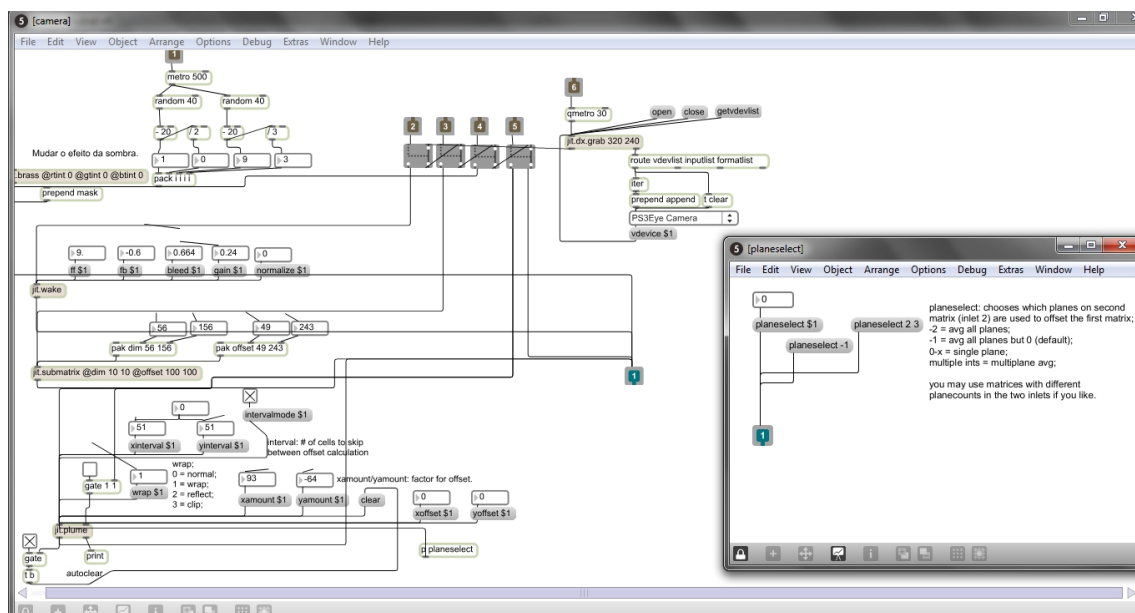 [camera]
File Edit View Object Arrange Options Debug Extras Window Help
1
metro 500
random 40
random 40
- 20
/ 2
- 20
/ 3
Mudar o efeito da sombra.
1
0
9
3
.brass @rtint 0 @gtint 0 @btint 0
pack i i i i
prepend mask
2
3
4
5
6
qmetro 30
open
close
getvdevlist
jit.dx.grab 320 240
route vdevlist inputlist formatlist
iter
prepend append
t clear
PS3Eye Camera
vdevice $1
9.
-0.6
0.664
0.24
0
ff $1
fb $1
bleed $1
gain $1
normalize $1
jit.wake
56
156
49
243
pak dim 56 156
pak offset 49 243
jit.submatrix @dim 10 10 @offset 100 100
1
0
intervalmode $1
51
51
xinterval $1
yinterval $1
interval: # of cells to skip
between offset calculation
wrap;
0 = normal;
1 = wrap;
2 = reflect;
3 = clip;
gate 1 1
1
wrap $1
93
-64
xamount/yamount: factor for offset.
xamount $1
yamount $1
clear
0
0
xoffset $1
yoffset $1
jit.plume
print
p planeselect
gate
t b
autoclear
[planeselect]
File Edit View Object Arrange Options Debug Extras Window Help
0
planeselect $1
planeselect 2 3
planeselect -1
planeselect: chooses which planes on second
matrix (inlet 2) are used to offset the first matrix;
-2 = avg all planes;
-1 = avg all planes but 0 (default);
0-x = single plane;
multiple ints = multiplane avg;
you may use matrices with different
planecounts in the two inlets if you like.
1